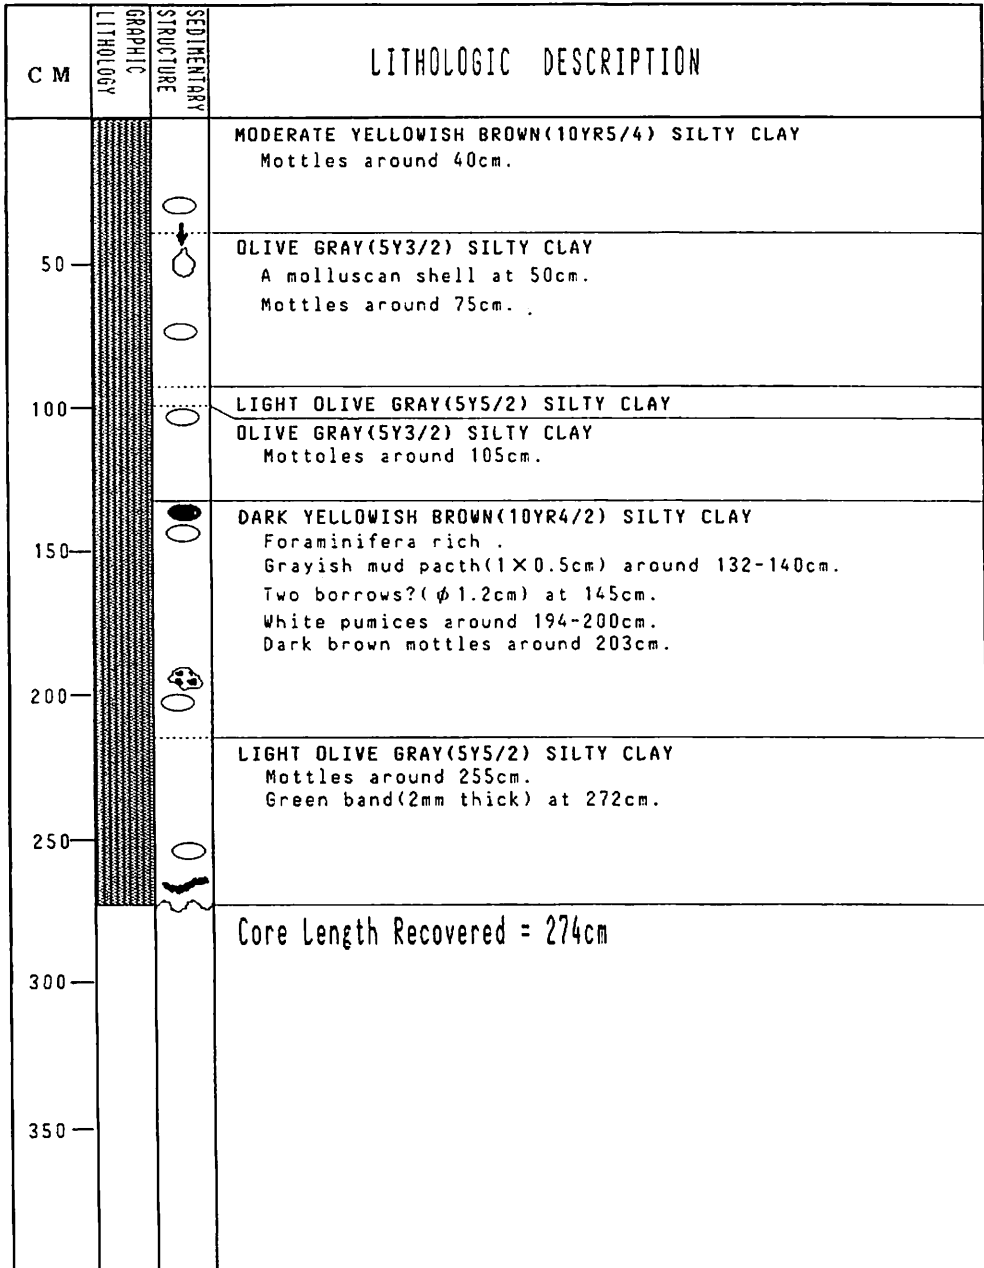 CM
GRAPHIC
LITHOLOGY
SEDIMENTARY
STRUCTURE
LITHOLOGIC DESCRIPTION
MODERATE YELLOWISH BROWN(10YR5/4) SILTY CLAY
Mottles around 40cm.
OLIVE GRAY(5Y3/2) SILTY CLAY
50
A molluscan shell at 50cm.
Mottles around 75cm.
LIGHT OLIVE GRAY(5Y5/2) SILTY CLAY
100
OLIVE GRAY(5Y3/2) SILTY CLAY
Mottoles around 105cm.
DARK YELLOWISH BROWN(10YR4/2) SILTY CLAY
Foraminifera rich .
150
Grayish mud pacth(1×0.5cm) around 132-140cm.
Two borrows?(φ1.2cm) at 145cm.
White pumices around 194-200cm.
Dark brown mottles around 203cm.
200
LIGHT OLIVE GRAY(5Y5/2) SILTY CLAY
Mottles around 255cm.
Green band(2mm thick) at 272cm.
250
Core Length Recovered = 274cm
300
350